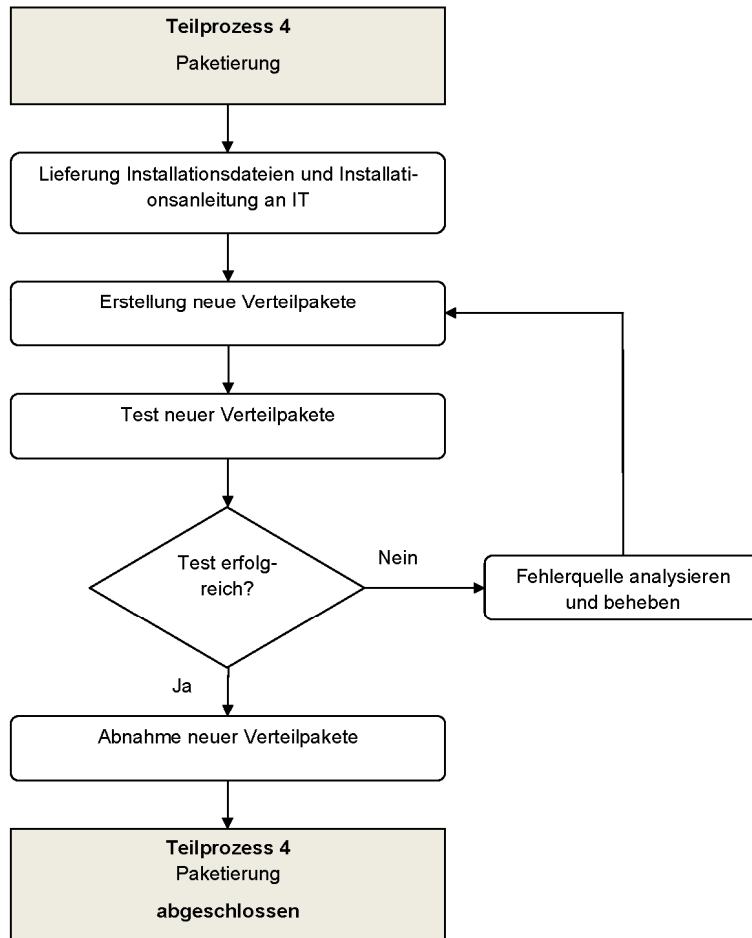 Teilprozess 4
Paketierung
Lieferung Installationsdateien und Installati-
onsanleitung an IT
Erstellung neue Verteilpakete
Test neuer Verteilpakete
Test erfolg-
reich?
Nein
Fehlerquelle analysieren
und beheben
Ja
Abnahme neuer Verteilpakete
Teilprozess 4
Paketierung
abgeschlossen